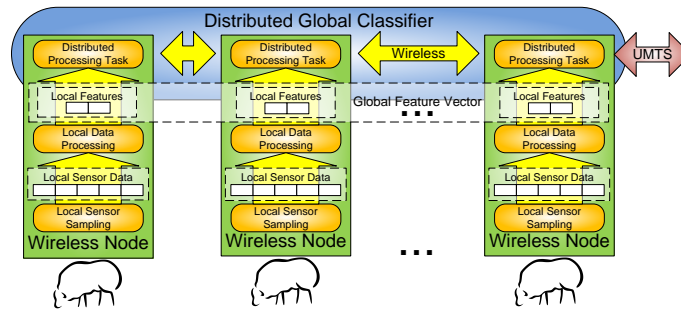 Distributed Global Classifier
Distributed
Processing Task
Distributed
Processing Task
Wireless
Distributed
Processing Task
UMTS
Local Features
Local Features
Global Feature Vector
...
Local Features
Local Data
Processing
Local Data
Processing
Local Data
Processing
Local Sensor Data
Local Sensor Data
Local Sensor Data
Local Sensor
Sampling
Local Sensor
Sampling
Local Sensor
Sampling
Wireless Node
Wireless Node
...
Wireless Node